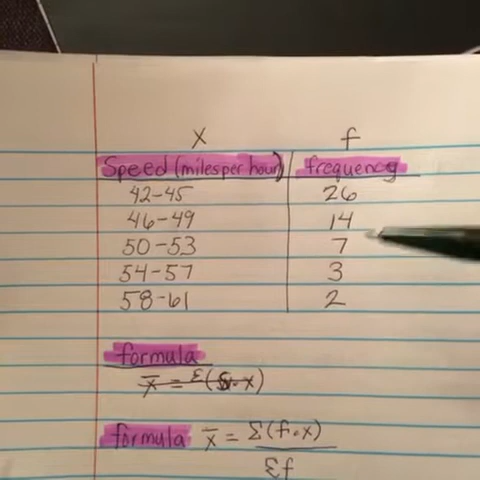 x f
Speed (miles per hour) frequency
42-45 26
46-49 14
50-53 7
54-57 3
58-61 2
formula
x̄ = Σ(f·x)
formula x̄ = Σ(f·x)
Σf